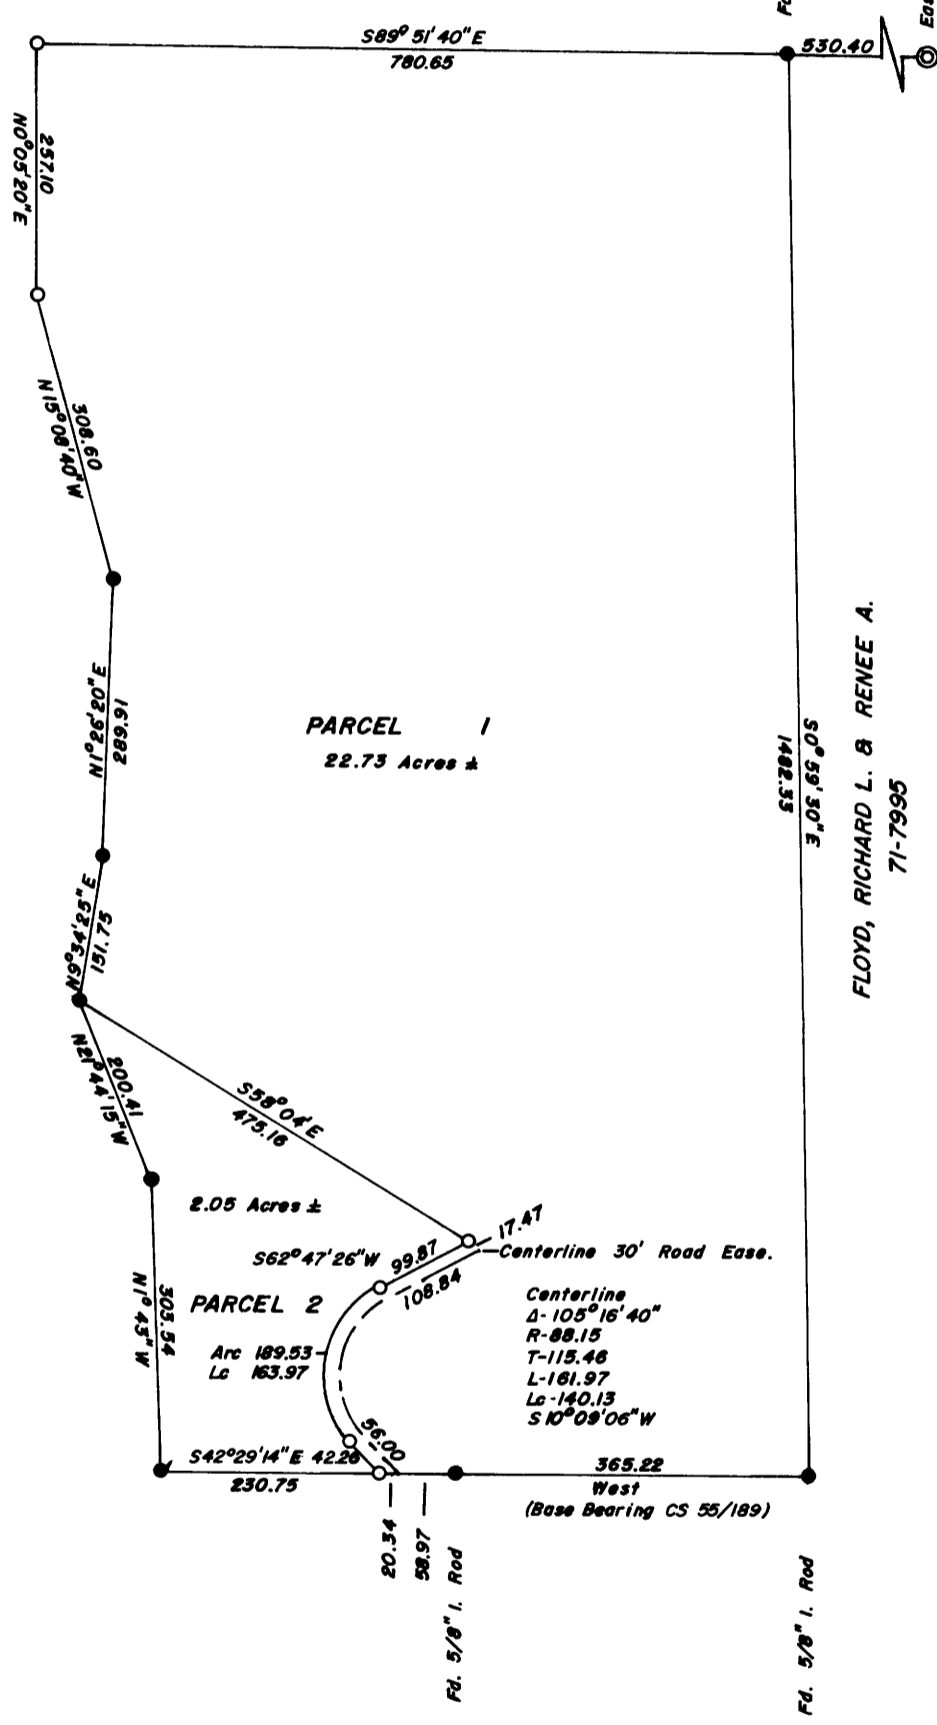 S89° 51' 40" E
780.65
530.40
257.10
N0°05'20"E
308.60
N15°08'40"W
N1°26'20"E
289.91
PARCEL 1
22.73 Acres ±
S0°59'30"E
1482.33
FLOYD, RICHARD L. & RENEE A.
71-7995
N9°34'25"E
151.75
200.41
N21°44'15"W
S58°04'E
475.16
2.05 Acres ±
17.47
S62°47'26"W
99.87
Centerline 30' Road Ease.
108.84
PARCEL 2
303.54
N1°43"W
Arc 189.53
Lc 163.97
Centerline
Δ-105°16'40"
R-88.15
T-115.46
L-161.97
Lc-140.13
S 10°09'06"W
56.00
S42°29'14"E 42.26
230.75
365.22
West
(Base Bearing CS 55/189)
20.34
58.97
Fd. 5/8" I. Rod
Fd. 5/8" I. Rod